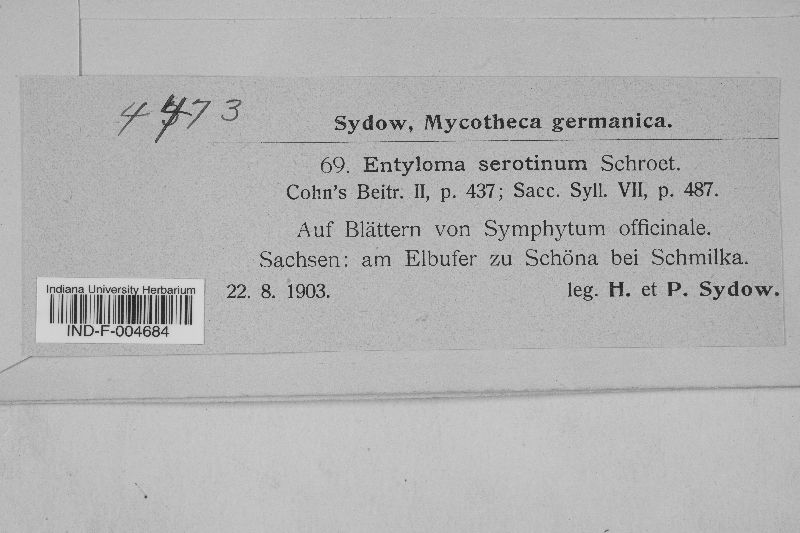 4473
Sydow, Mycotheca germanica.
69. Entyloma serotinum Schroet.
Cohn's Beitr. II, p. 437; Sacc. Syll. VII, p. 487.
Auf Blättern von Symphytum officinale.
Sachsen: am Elbufer zu Schöna bei Schmilka.
22. 8. 1903. leg. H. et P. Sydow.
Indiana University Herbarium
IND-F-004684